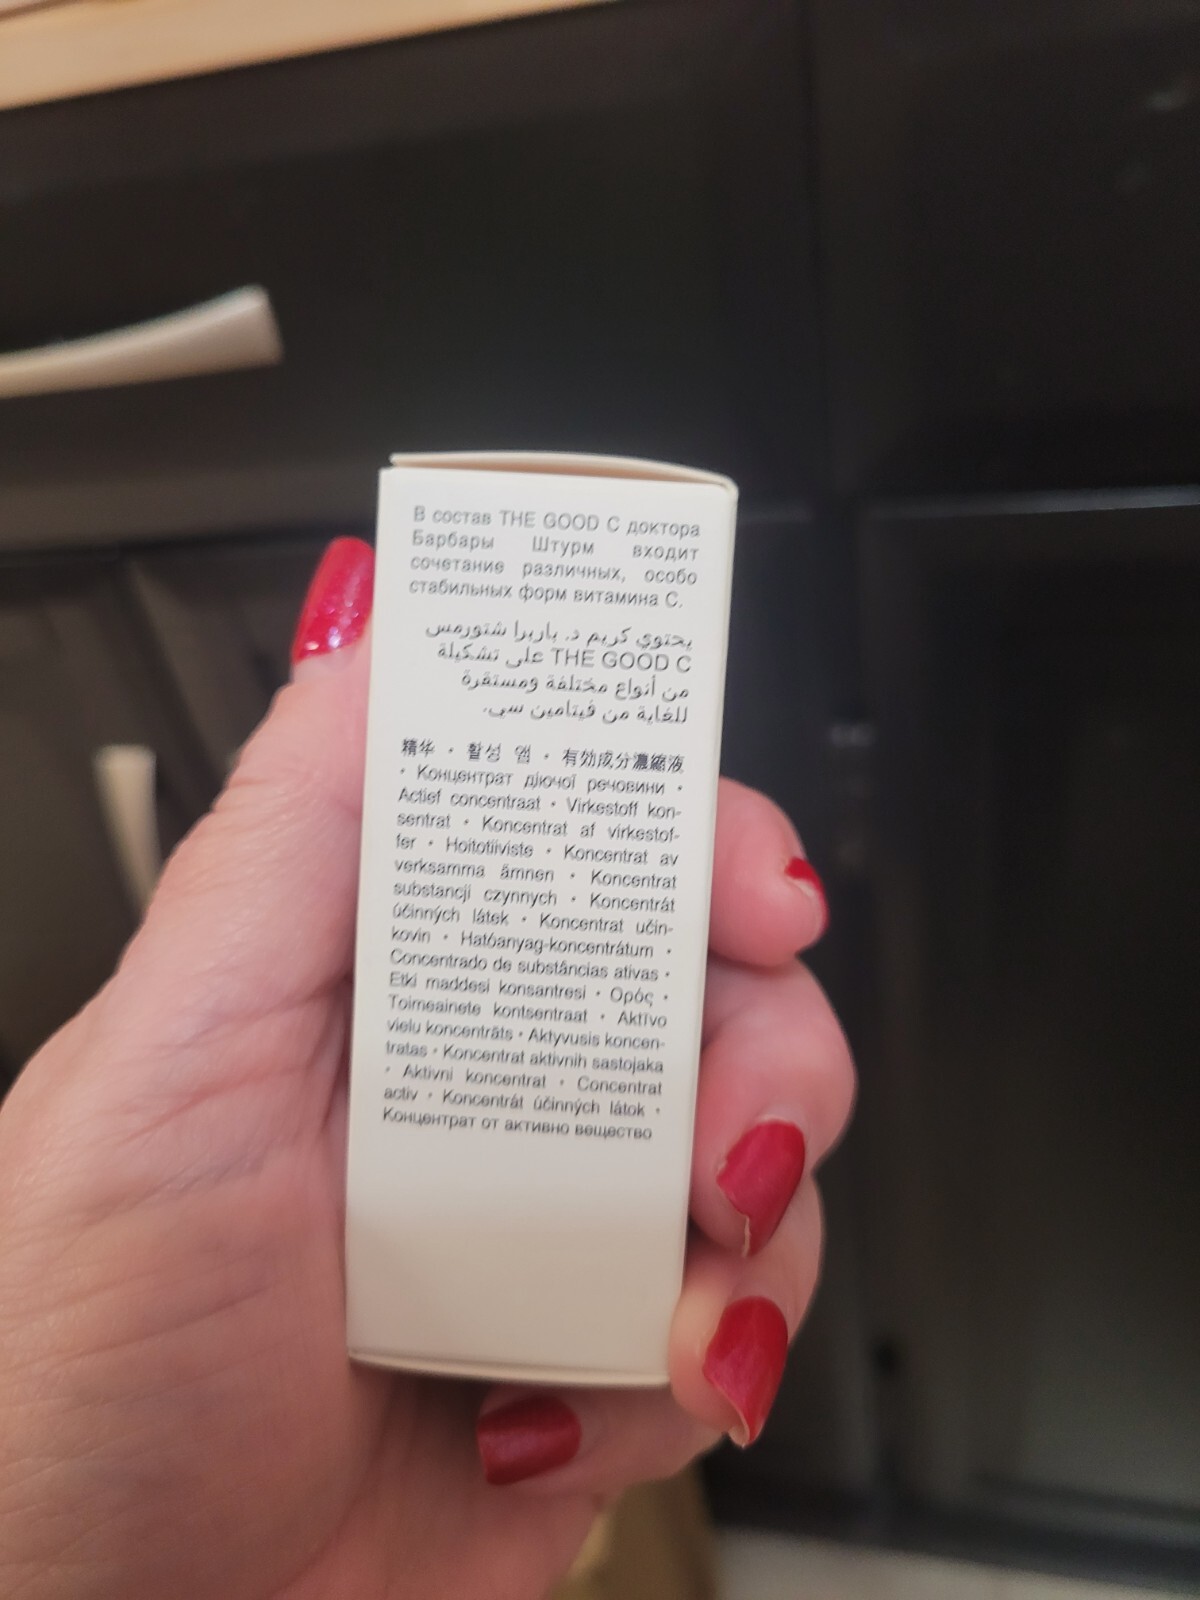 В состав THE GOOD C доктора
Барбары Штурм входит
сочетание различных, особо
стабильных форм витамина С.
يحتوي كريم د. باربرا شتورمس
THE GOOD C على تشكيلة
من أنواع مختلفة ومستقرة
للغاية من فيتامين سي.
精华 • 활성 앰 • 有効成分濃縮液
• Концентрат діючої речовини •
Actief concentraat • Virkestoff kon-
sentrat • Koncentrat af virkestof-
fer • Hoitotiiviste • Koncentrat av
verksamma ämnen • Koncentrat
substancji czynnych • Koncentrát
účinných látek • Koncentrat učin-
kovin • Hatóanyag-koncentrátum •
Concentrado de substâncias ativas •
Etki maddesi konsantresi • Ορός •
Toimeainete kontsentraat • Aktīvo
vielu koncentrāts • Aktyvusis koncen-
tratas • Koncentrat aktivnih sastojaka
• Aktivni koncentrat • Concentrat
activ • Koncentrát účinných látok •
Концентрат от активно вещество